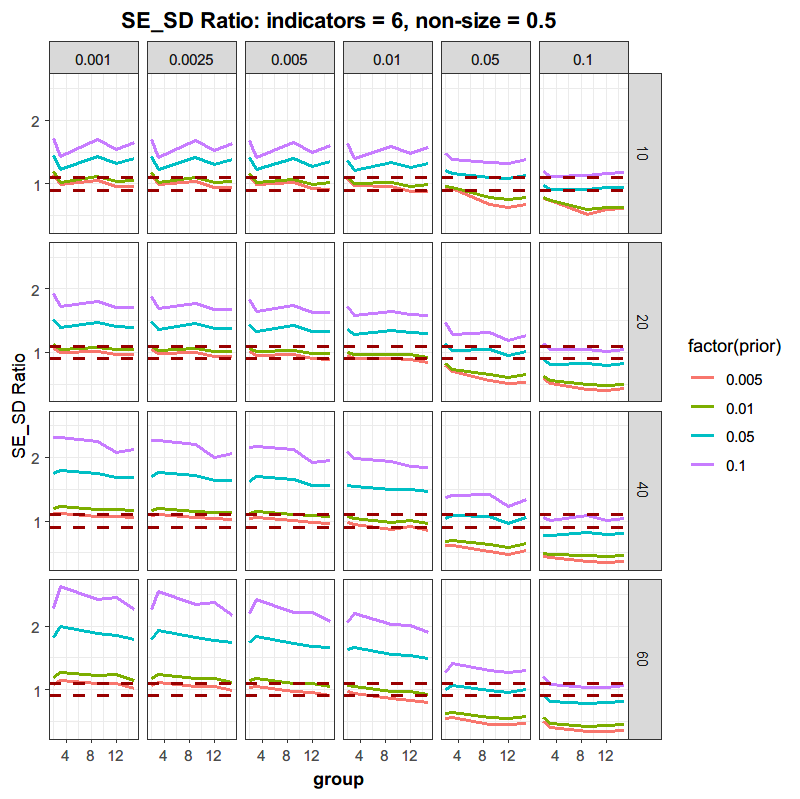 SE_SD Ratio: indicators = 6, non-size = 0.5
0.001 0.0025 0.005 0.01 0.05 0.1
2
1
10
2
1
20
2
1
40
2
1
60
SE_SD Ratio
4 8 12 4 8 12 4 8 12 4 8 12 4 8 12 4 8 12
group
factor(prior)
0.005
0.01
0.05
0.1